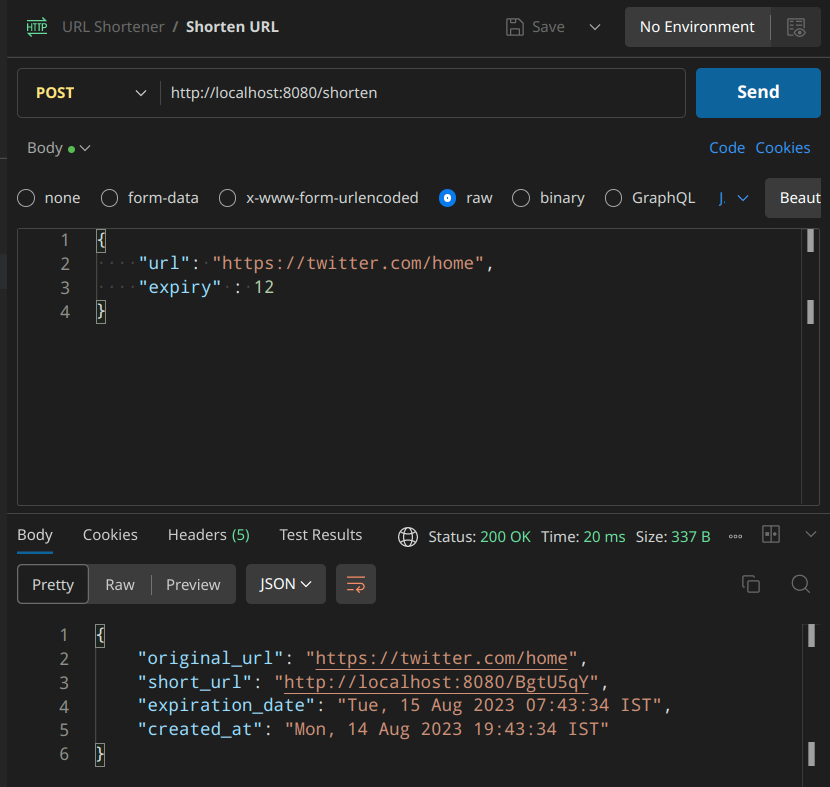 HTTP URL Shortener / Shorten URL Save No Environment
POST http://localhost:8080/shorten Send
Body Code Cookies
none form-data x-www-form-urlencoded raw binary GraphQL J. Beaut
1 {
2 "url": "https://twitter.com/home",
3 "expiry" : 12
4 }
Body Cookies Headers (5) Test Results Status: 200 OK Time: 20 ms Size: 337 B
Pretty Raw Preview JSON
1 {
2 "original_url": "https://twitter.com/home",
3 "short_url": "http://localhost:8080/BgtU5qY",
4 "expiration_date": "Tue, 15 Aug 2023 07:43:34 IST",
5 "created_at": "Mon, 14 Aug 2023 19:43:34 IST"
6 }